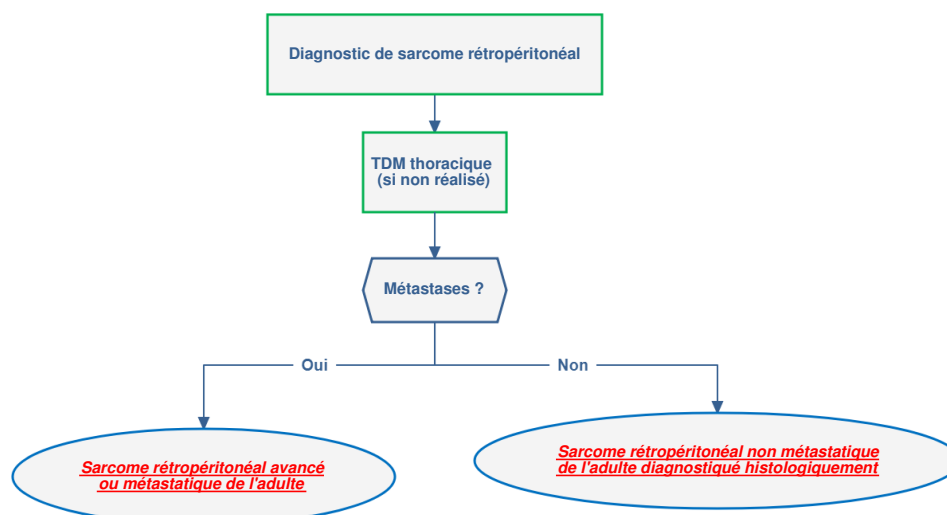 Diagnostic de sarcome rétropéritonéal
TDM thoracique
(si non réalisé)
Métastases ?
Oui
Non
Sarcome rétropéritonéal avancé
ou métastatique de l'adulte
Sarcome rétropéritonéal non métastatique
de l'adulte diagnostiqué histologiquement